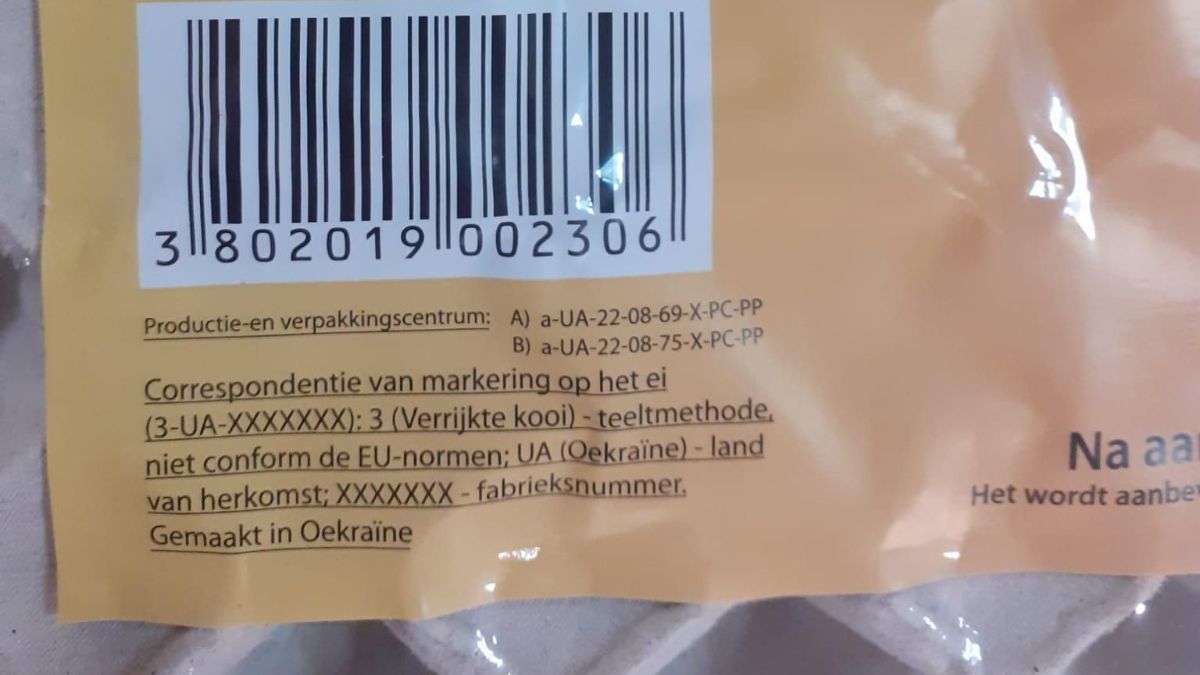 3 802019 002306
Productie-en verpakkingscentrum: A) a-UA-22-08-69-X-PC-PP
B) a-UA-22-08-75-X-PC-PP
Correspondentie van markering op het ei
(3-UA-XXXXXXX): 3 (Verrijkte kooi) - teeltmethode,
niet conform de EU-normen; UA (Oekraïne) - land
van herkomst; XXXXXXX - fabrieksnummer.
Gemaakt in Oekraïne
Na
Het wordt